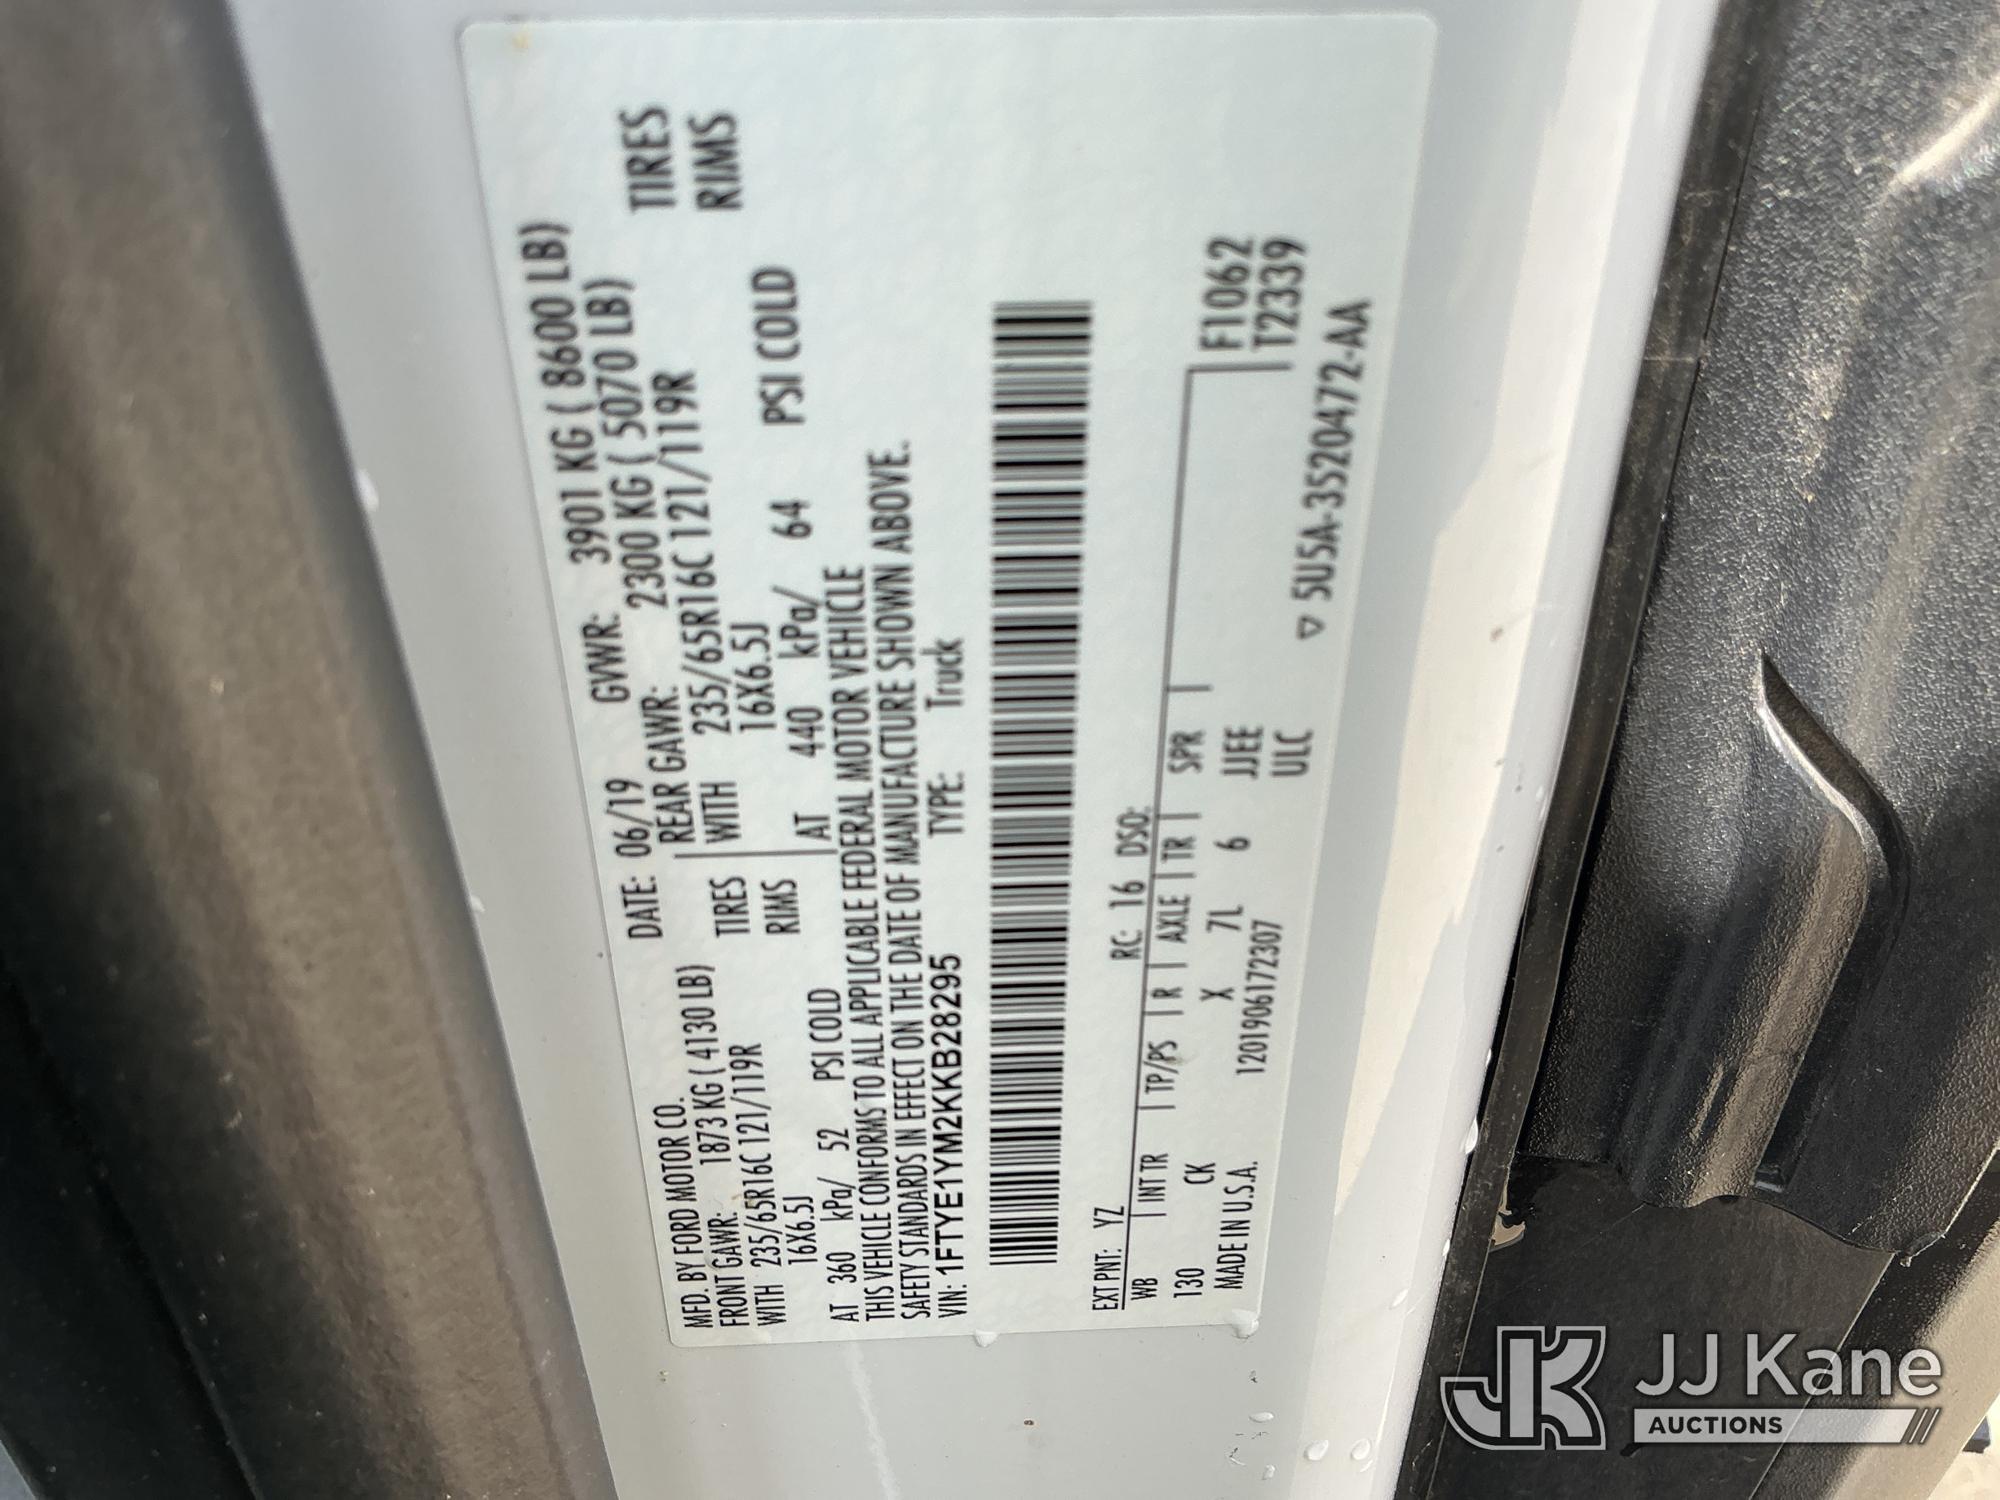 MFD. BY FORD MOTOR CO. DATE: 06/19 GVWR: 3901 KG ( 8600 LB)
FRONT GAWR: 1873 KG ( 4130 LB) REAR GAWR: 2300 KG ( 5070 LB)
WITH 235/65R16C 121/119R TIRES WITH 235/65R16C 121/119R TIRES
16X6.5J RIMS 16X6.5J RIMS
AT 360 kPa/ 52 PSI COLD AT 440 kPa/ 64 PSI COLD
THIS VEHICLE CONFORMS TO ALL APPLICABLE FEDERAL MOTOR VEHICLE
SAFETY STANDARDS IN EFFECT ON THE DATE OF MANUFACTURE SHOWN ABOVE.
VIN: 1FTYE1YM2KKB28295 TYPE: Truck
EXT PNT: YZ RC: 16 DSO:
WB INT TR TP/PS R AXLE TR SPR F1062
130 CK X 7L 6 JJEE T2339
MADE IN U.S.A. 1201906172307 ULC
▽ 5U5A-3520472-AA
JK JJ Kane
AUCTIONS